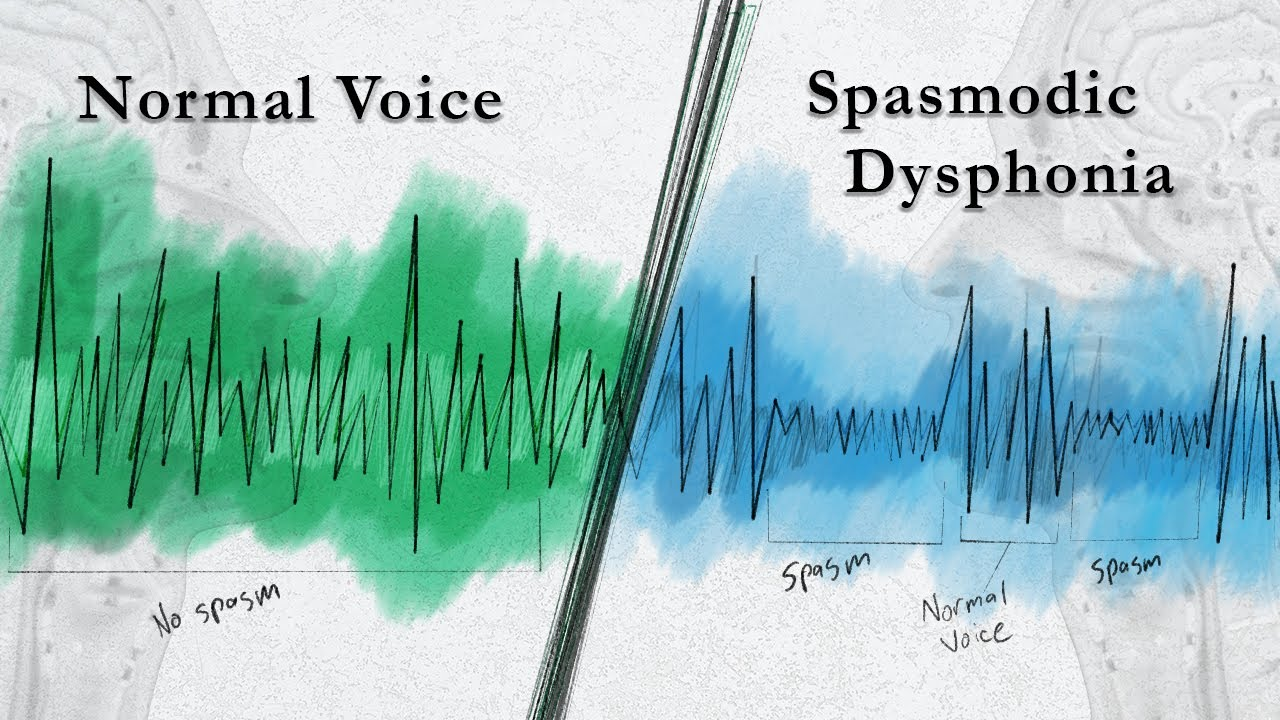 Normal Voice
Spasmodic
Dysphonia
No spasm
Spasm
Normal
Voice
Spasm